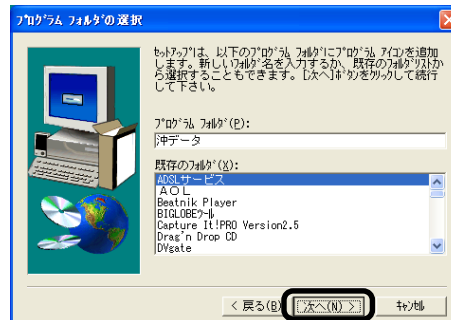 ﾌﾟﾛｸﾞﾗﾑ ﾌｫﾙﾀﾞの選択
ｾｯﾄｱｯﾌﾟは、以下のﾌﾟﾛｸﾞﾗﾑ ﾌｫﾙﾀﾞにﾌﾟﾛｸﾞﾗﾑ ｱｲｺﾝを追加
します。新しいﾌｫﾙﾀﾞ名を入力するか、既存のﾌｫﾙﾀﾞﾘｽﾄか
ら選択することもできます。[次へ]ﾎﾞﾀﾝをｸﾘｯｸして続行
して下さい。
ﾌﾟﾛｸﾞﾗﾑ ﾌｫﾙﾀﾞ(P):
沖データ
既存のﾌｫﾙﾀﾞ(X):
ADSLサービス
ＡＯＬ
Beatnik Player
BIGLOBEﾂｰﾙ
Capture It!PRO Version2.5
Drag'n Drop CD
DVgate
< 戻る(B) 次へ(N) > ｷｬﾝｾﾙ